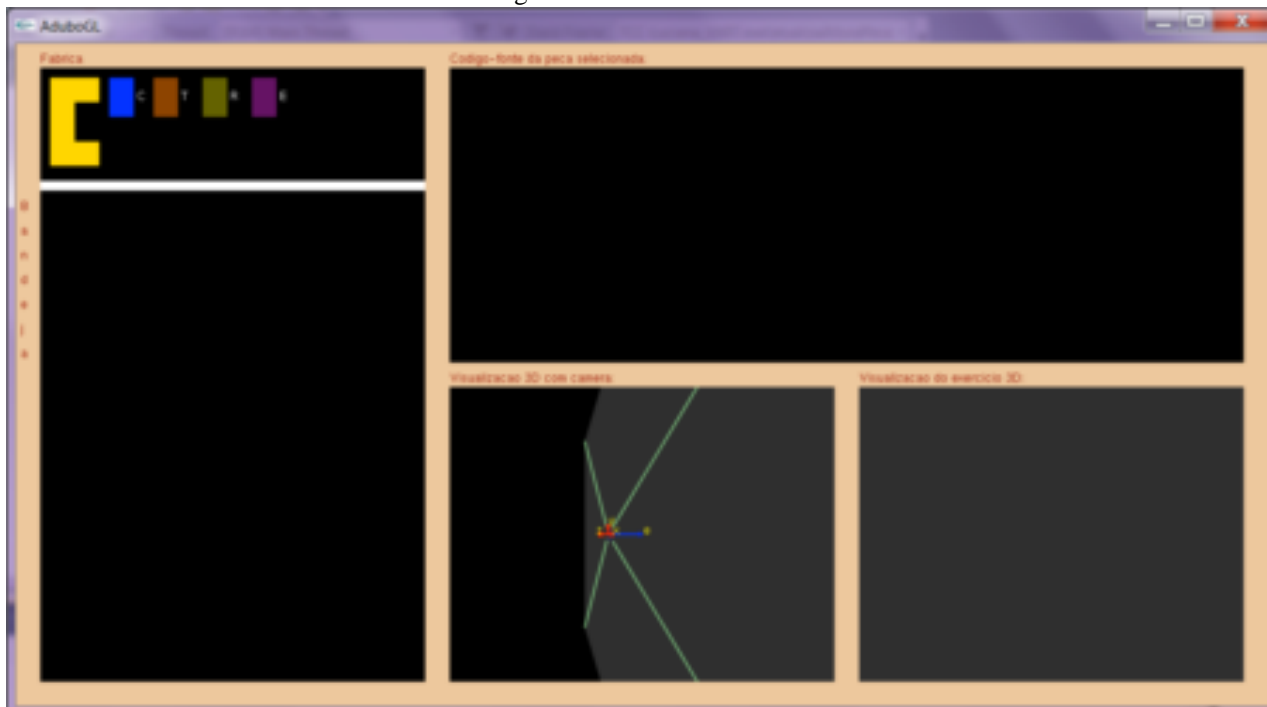 AduboGL
Fabrica
Codigo-fonte da peca selecionada:
C T R E
B
a
n
d
e
j
a
Visualizacao 3D com camera:
Visualizacao do exercicio 3D: